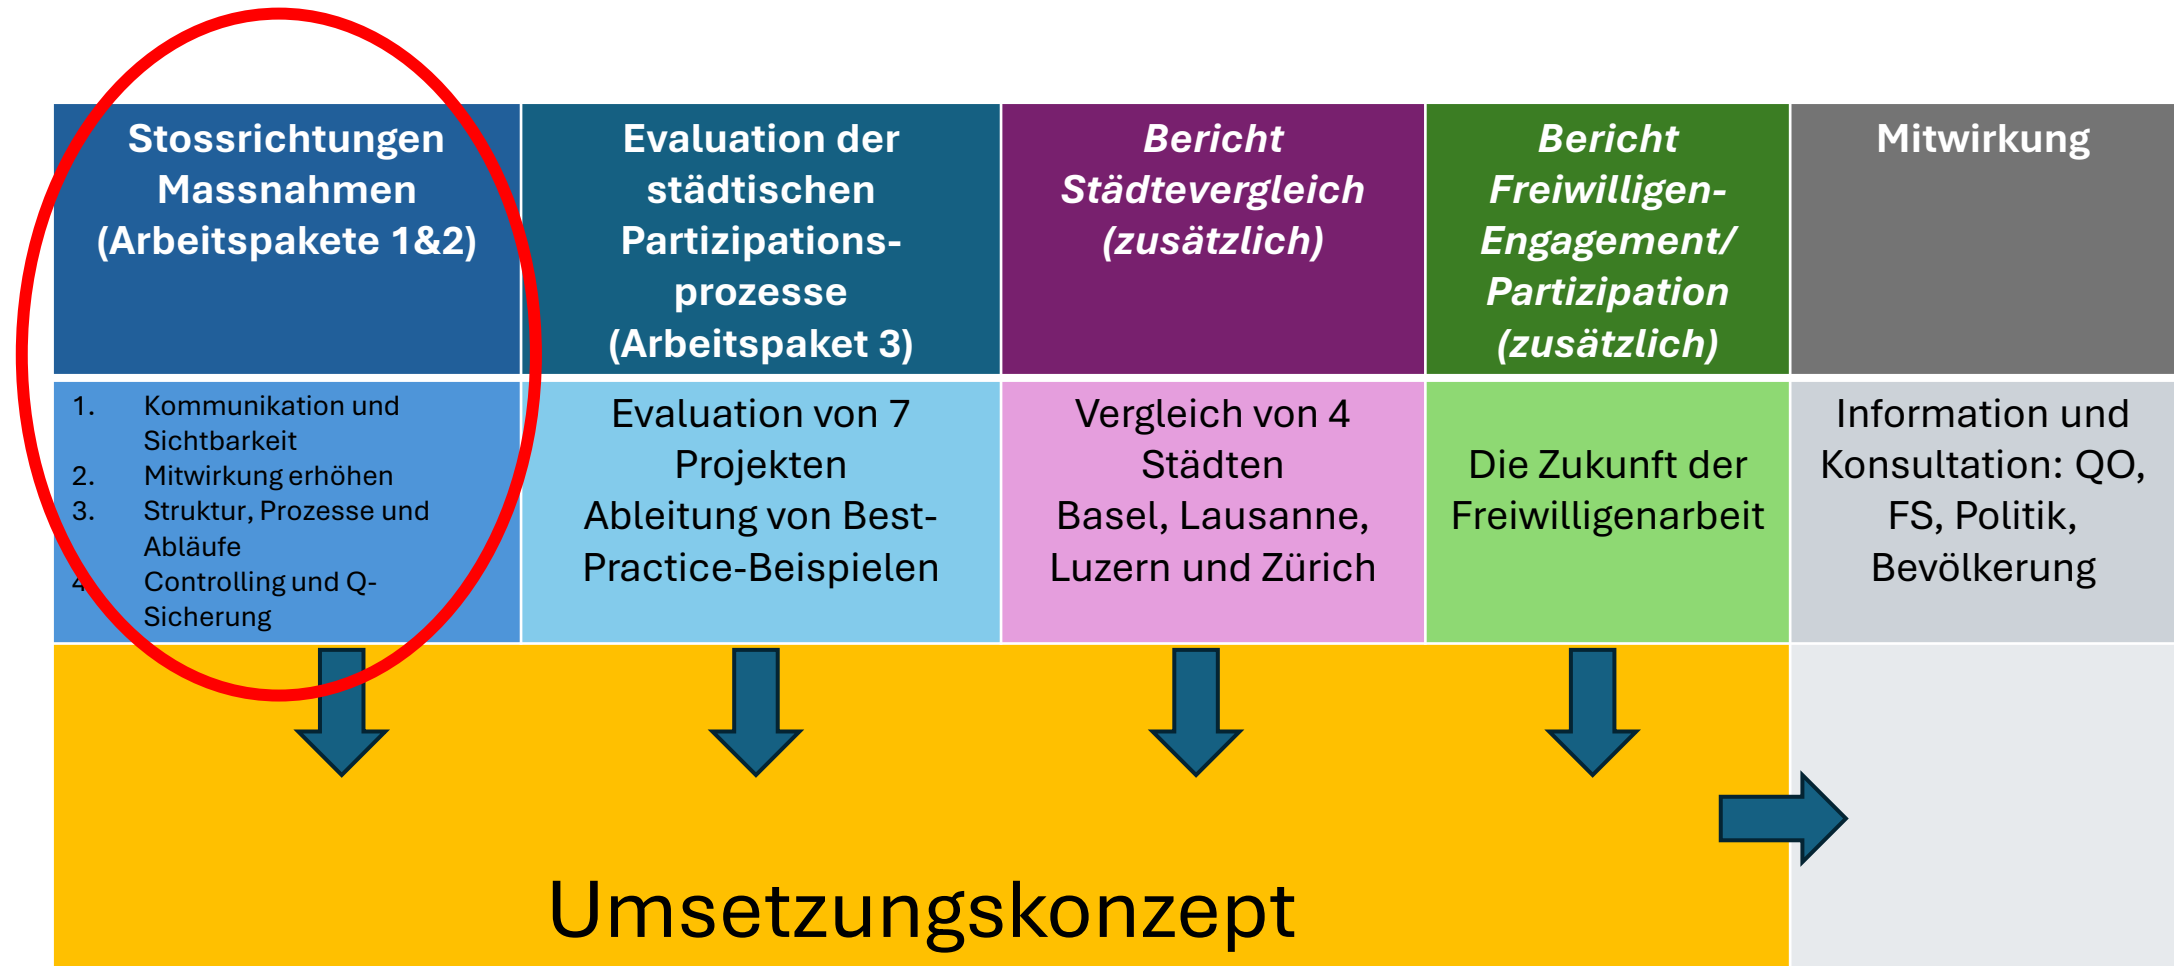 Stossrichtungen
Massnahmen
(Arbeitspakete 1&2)
Evaluation der
städtischen
Partizipations-
prozesse
(Arbeitspaket 3)
Bericht
Städtevergleich
(zusätzlich)
Bericht
Freiwilligen-
Engagement/
Partizipation
(zusätzlich)
Mitwirkung
1. Kommunikation und
Sichtbarkeit
2. Mitwirkung erhöhen
3. Struktur, Prozesse und
Abläufe
4. Controlling und Q-
Sicherung
Evaluation von 7
Projekten
Ableitung von Best-
Practice-Beispielen
Vergleich von 4
Städten
Basel, Lausanne,
Luzern und Zürich
Die Zukunft der
Freiwilligenarbeit
Information und
Konsultation: QO,
FS, Politik,
Bevölkerung
Umsetzungskonzept